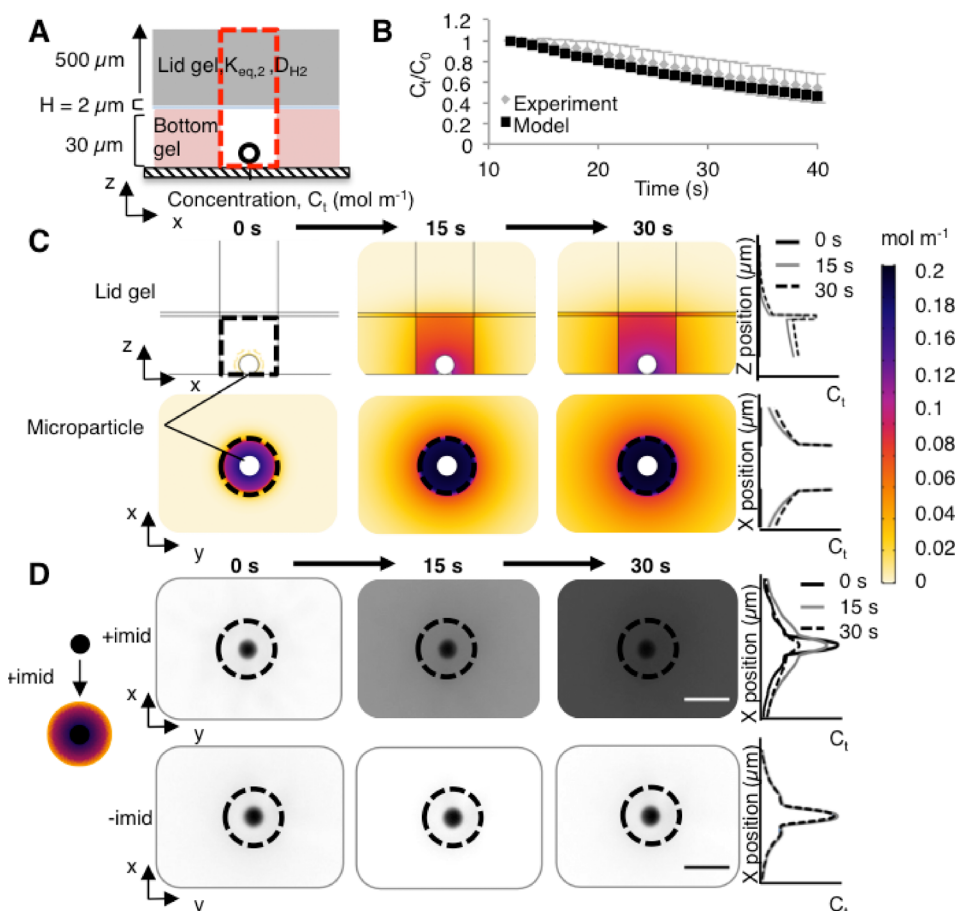 A
500 µm
Lid gel, K_eq,2 , D_H2
H = 2 µm
30 µm
Bottom gel
z
x
B
C_t/C_0
1.2
1
0.8
0.6
0.4
0.2
0
Experiment
Model
10
20
30
40
Time (s)
Concentration, C_t (mol m⁻¹)
C
0 s
15 s
30 s
Lid gel
z
x
Microparticle
x
y
Z position (µm)
0 s
15 s
30 s
C_t
X position (µm)
C_t
mol m⁻¹
0.2
0.18
0.16
0.14
0.12
0.1
0.08
0.06
0.04
0.02
0
D
0 s
15 s
30 s
+imid
+imid
x
y
X position (µm)
0 s
15 s
30 s
C_t
-imid
x
y
X position (µm)
C_t